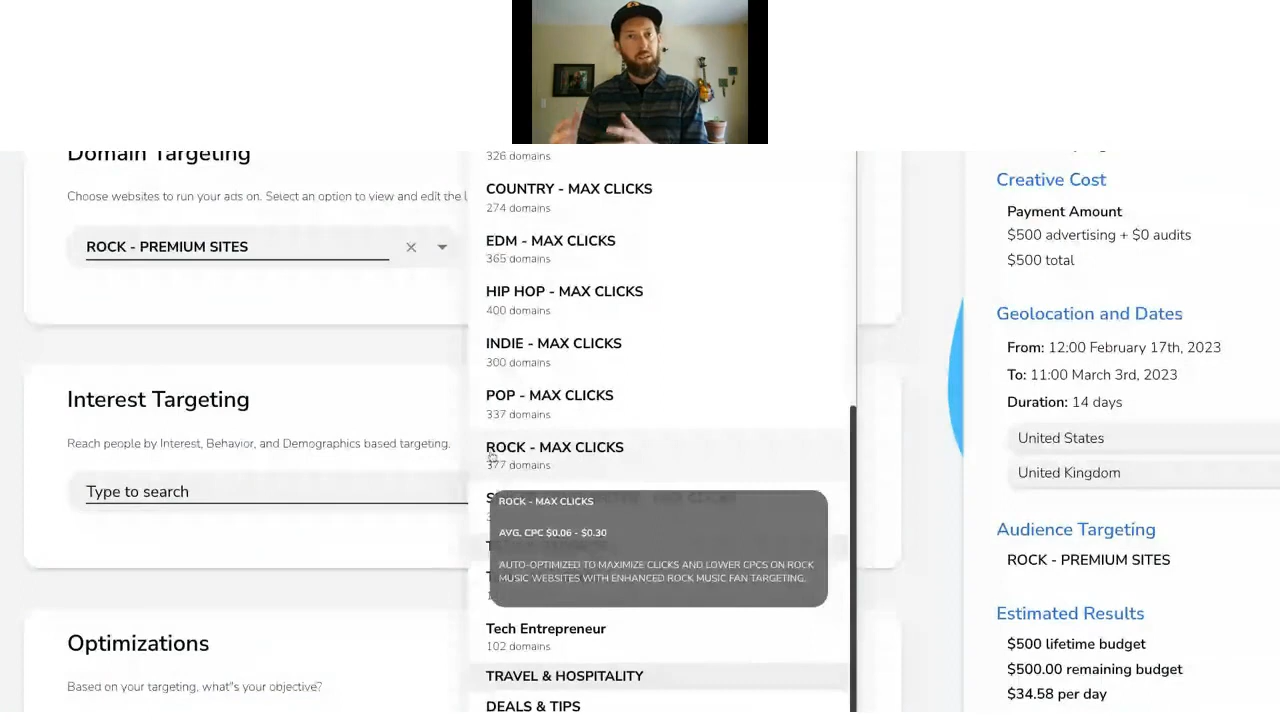 Domain Targeting
Choose websites to run your ads on. Select an option to view and edit the l
ROCK - PREMIUM SITES
Interest Targeting
Reach people by Interest, Behavior, and Demographics based targeting.
Type to search
Optimizations
Based on your targeting, what"s your objective?
326 domains
COUNTRY - MAX CLICKS
274 domains
EDM - MAX CLICKS
365 domains
HIP HOP - MAX CLICKS
400 domains
INDIE - MAX CLICKS
300 domains
POP - MAX CLICKS
337 domains
ROCK - MAX CLICKS
377 domains
ROCK - MAX CLICKS
AVG. CPC $0.06 - $0.30
AUTO-OPTIMIZED TO MAXIMIZE CLICKS AND LOWER CPCS ON ROCK
MUSIC WEBSITES WITH ENHANCED ROCK MUSIC FAN TARGETING.
Tech Entrepreneur
102 domains
TRAVEL & HOSPITALITY
DEALS & TIPS
Creative Cost
Payment Amount
$500 advertising + $0 audits
$500 total
Geolocation and Dates
From: 12:00 February 17th, 2023
To: 11:00 March 3rd, 2023
Duration: 14 days
United States
United Kingdom
Audience Targeting
ROCK - PREMIUM SITES
Estimated Results
$500 lifetime budget
$500.00 remaining budget
$34.58 per day